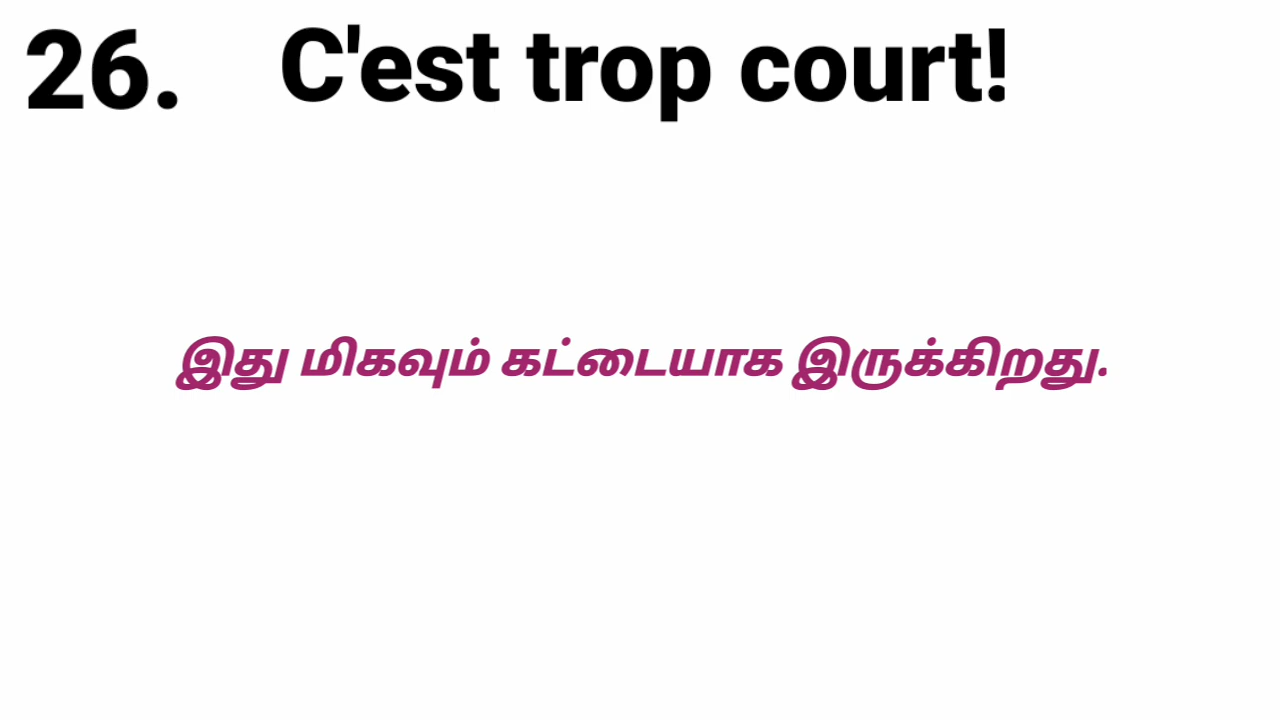 26. C'est trop court!
இது மிகவும் கட்டையாக இருக்கிறது.